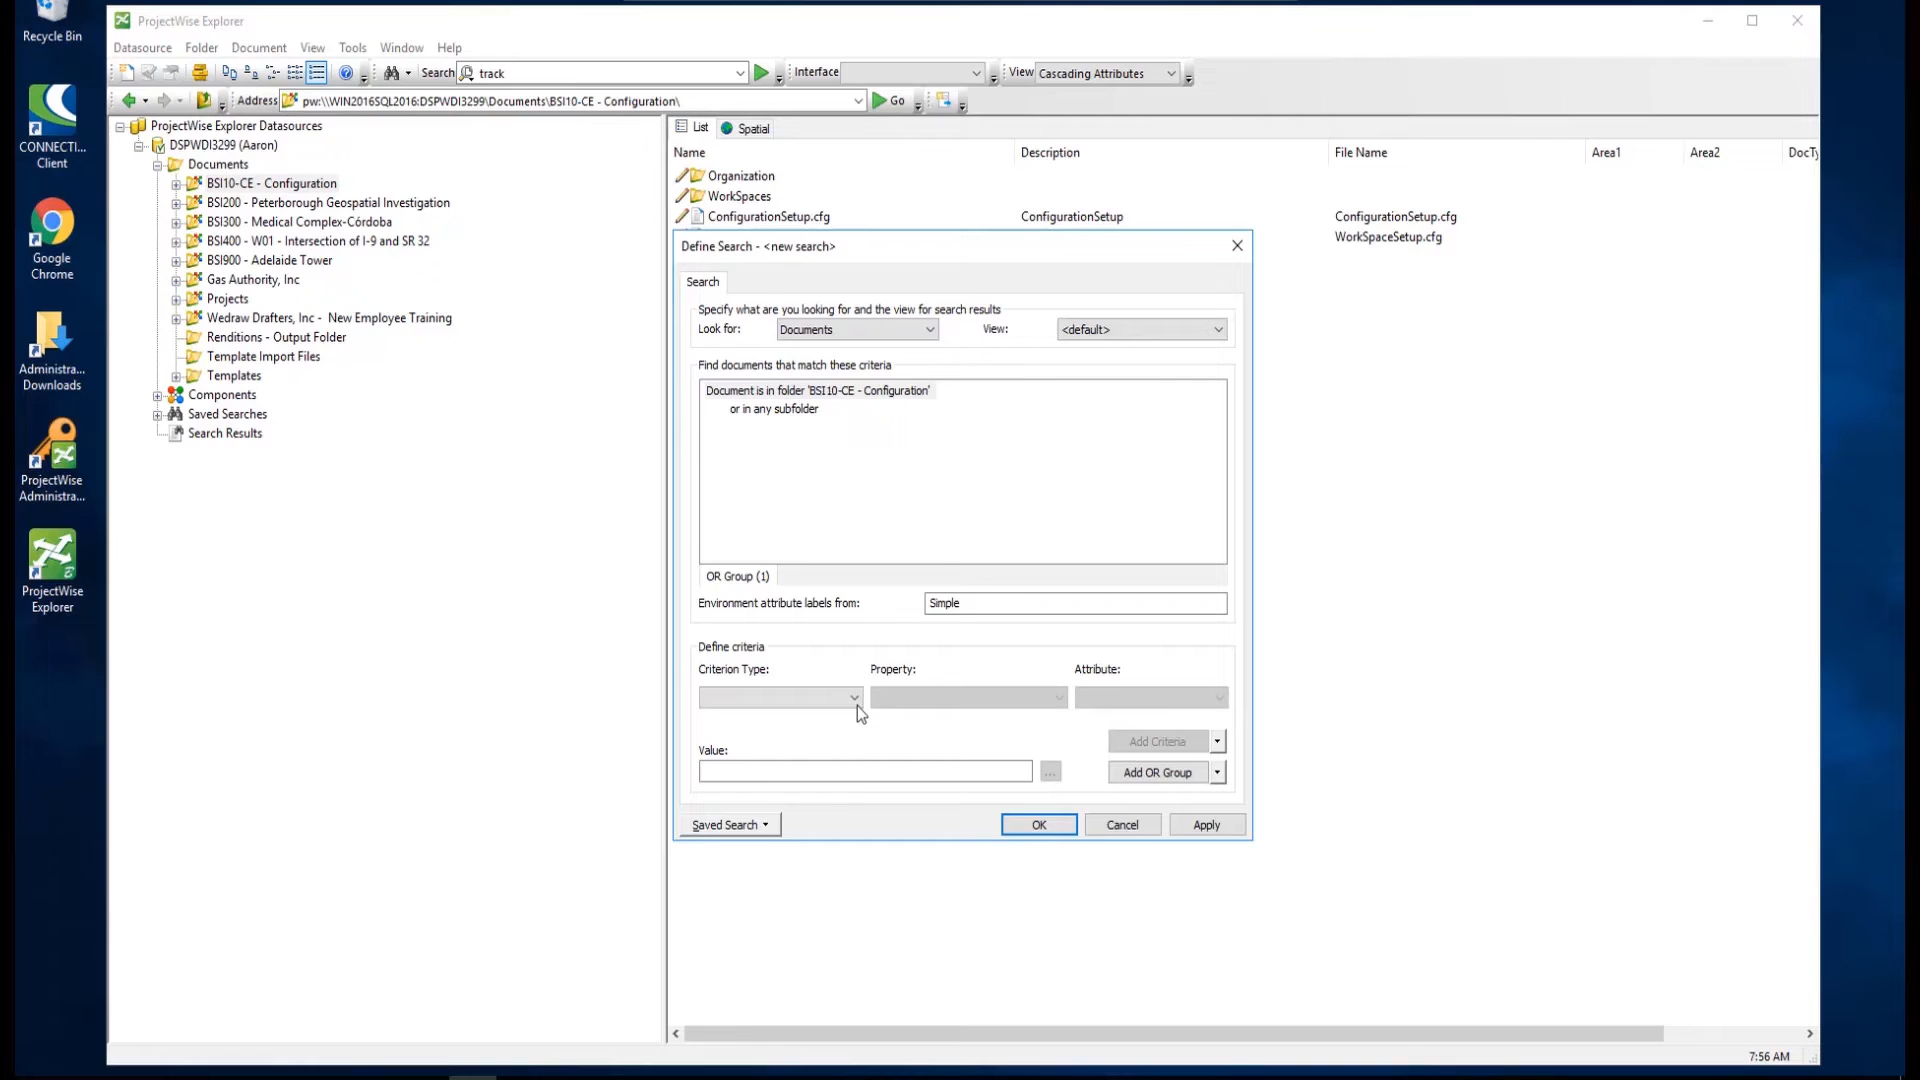 Recycle Bin
CONNECTI...
Client
Google
Chrome
Administra...
Downloads
ProjectWise
Administra...
ProjectWise
Explorer
ProjectWise Explorer
Datasource Folder Document View Tools Window Help
Search track Interface View Cascading Attributes
Address pw:\\WIN2016SQL2016:DSPWDI3299\Documents\BSI10-CE - Configuration\ Go
ProjectWise Explorer Datasources
DSPWDI3299 (Aaron)
Documents
BSI10-CE - Configuration
BSI200 - Peterborough Geospatial Investigation
BSI300 - Medical Complex-Córdoba
BSI400 - W01 - Intersection of I-9 and SR 32
BSI900 - Adelaide Tower
Gas Authority, Inc
Projects
Wedraw Drafters, Inc -  New Employee Training
Renditions - Output Folder
Template Import Files
Templates
Components
Saved Searches
Search Results
List Spatial
Name Description File Name Area1 Area2 DocTy
Organization
WorkSpaces
ConfigurationSetup.cfg ConfigurationSetup ConfigurationSetup.cfg
WorkSpaceSetup.cfg
Define Search - <new search>
Search
Specify what are you looking for and the view for search results
Look for: Documents View: <default>
Find documents that match these criteria
Document is in folder 'BSI10-CE - Configuration'
or in any subfolder
OR Group (1)
Environment attribute labels from: Simple
Define criteria
Criterion Type: Property: Attribute:
Add Criteria
Value:
... Add OR Group
Saved Search OK Cancel Apply
7:56 AM